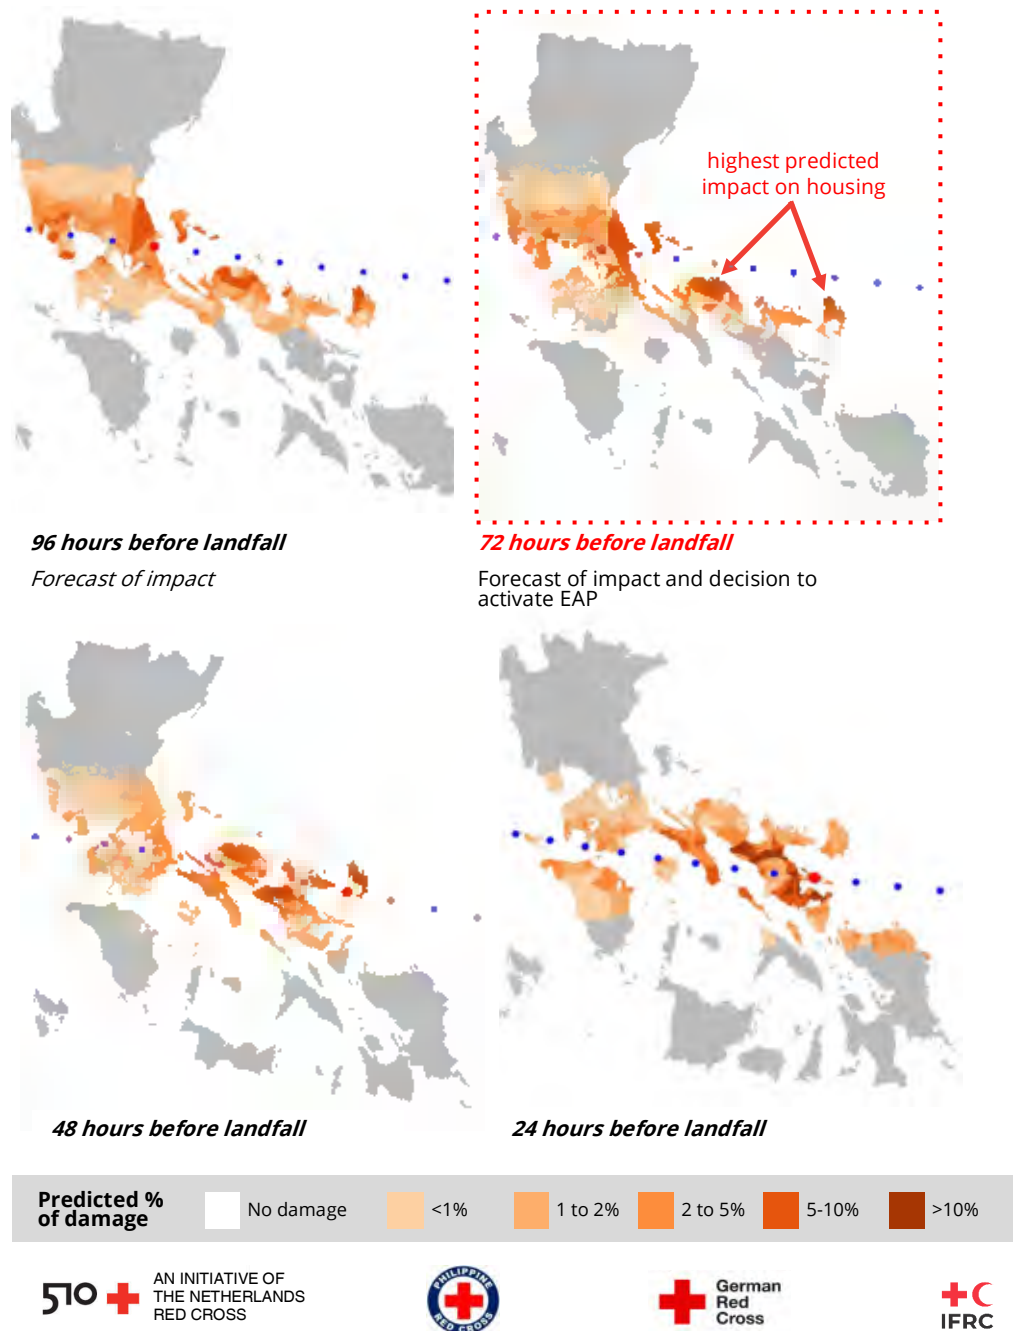 highest predicted
impact on housing
96 hours before landfall
Forecast of impact
72 hours before landfall
Forecast of impact and decision to
activate EAP
48 hours before landfall
24 hours before landfall
Predicted %
of damage
No damage
<1%
1 to 2%
2 to 5%
5-10%
>10%
510
AN INITIATIVE OF
THE NETHERLANDS
RED CROSS
PHILIPPINE
RED CROSS
German
Red
Cross
IFRC